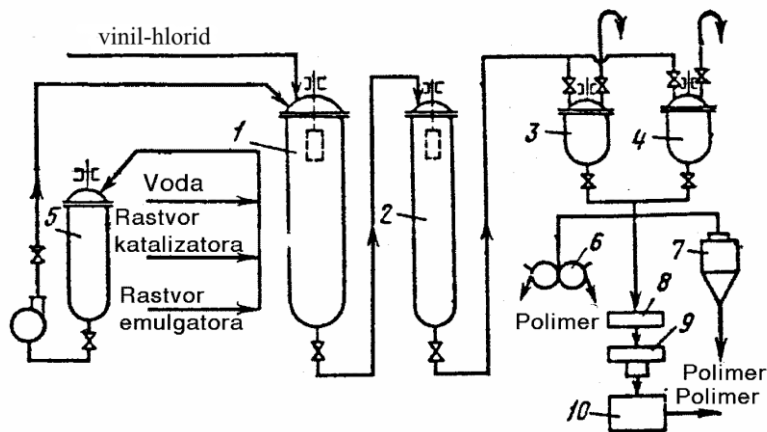 vinil-hlorid
1
2
3
4
5
Voda
Rastvor
katalizatora
Rastvor
emulgatora
6
7
8
9
10
Polimer
Polimer
Polimer